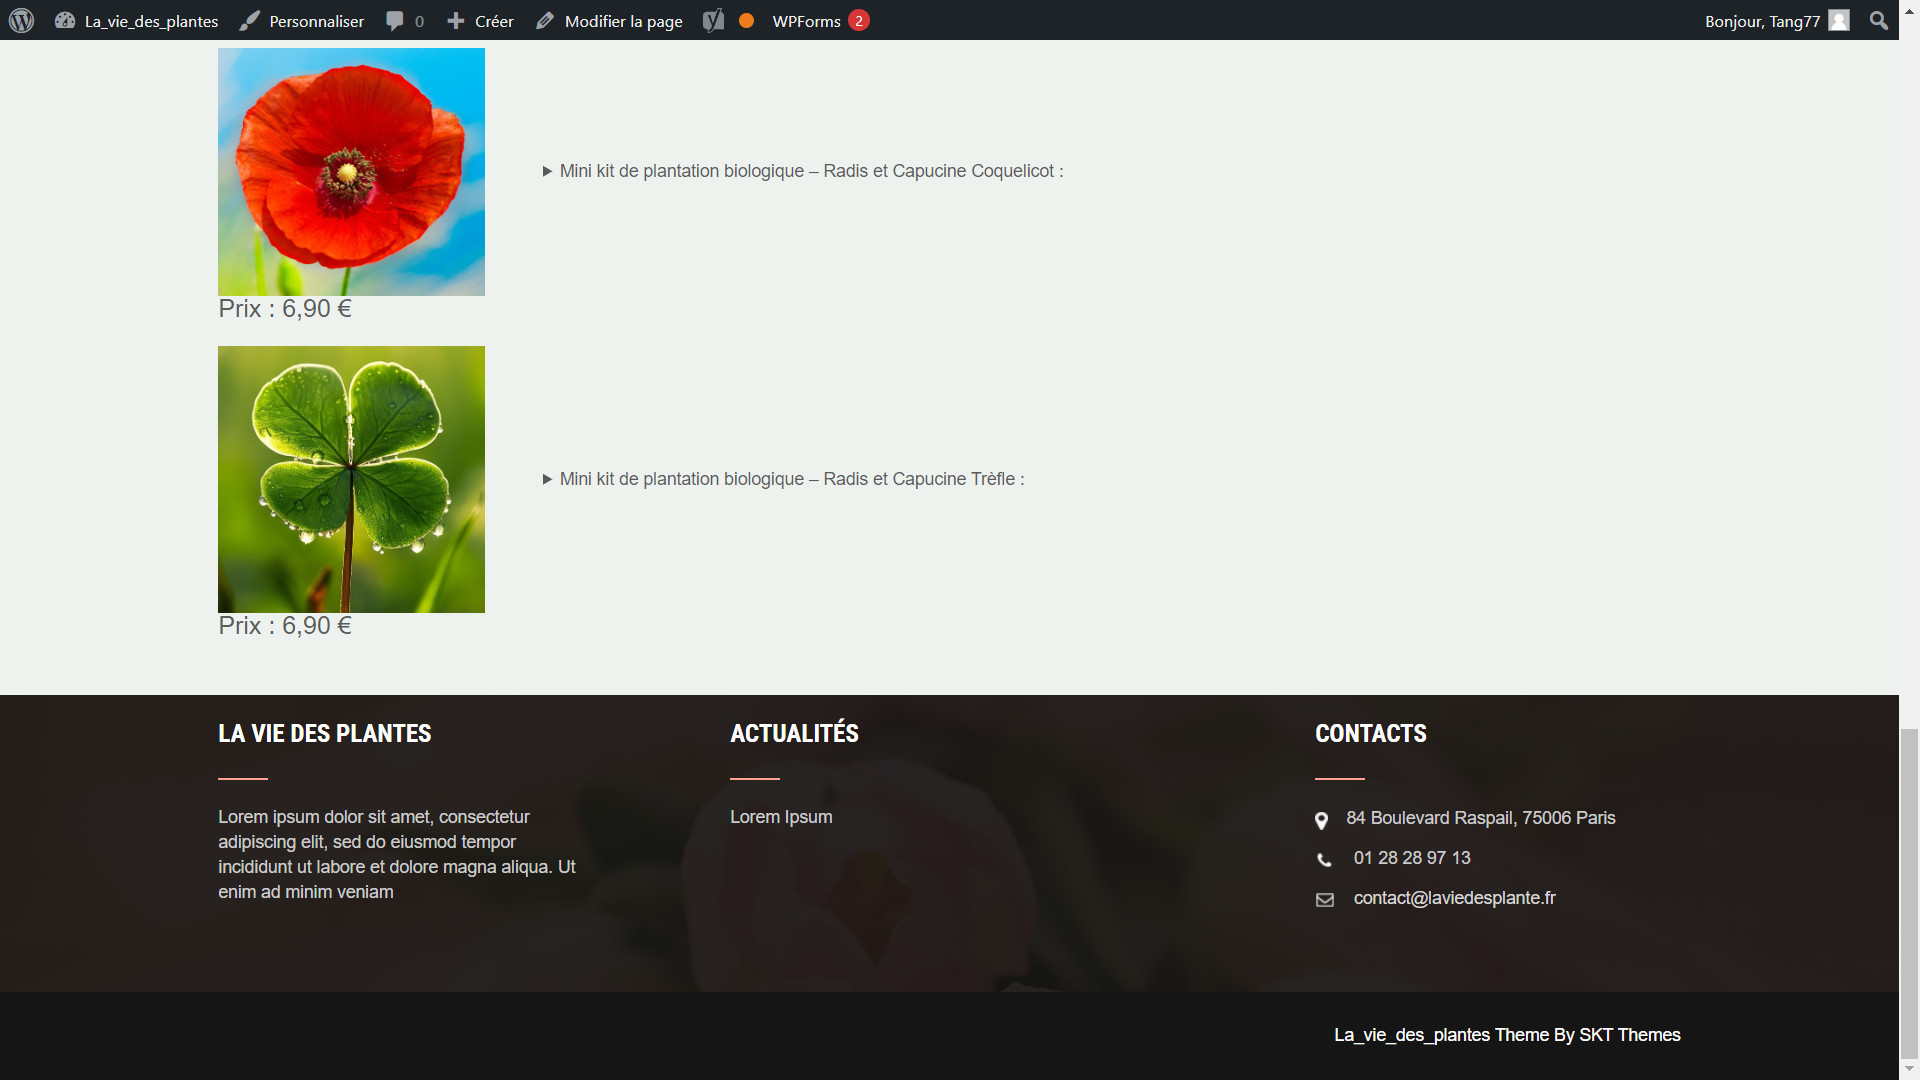 La_vie_des_plantes Personnaliser 0 Créer Modifier la page WPForms 2 Bonjour, Tang77
Mini kit de plantation biologique – Radis et Capucine Coquelicot :
Prix : 6,90 €
Mini kit de plantation biologique – Radis et Capucine Trèfle :
Prix : 6,90 €
LA VIE DES PLANTES
Lorem ipsum dolor sit amet, consectetur
adipiscing elit, sed do eiusmod tempor
incididunt ut labore et dolore magna aliqua. Ut
enim ad minim veniam
ACTUALITÉS
Lorem Ipsum
CONTACTS
84 Boulevard Raspail, 75006 Paris
01 28 28 97 13
contact@laviedesplante.fr
La_vie_des_plantes Theme By SKT Themes